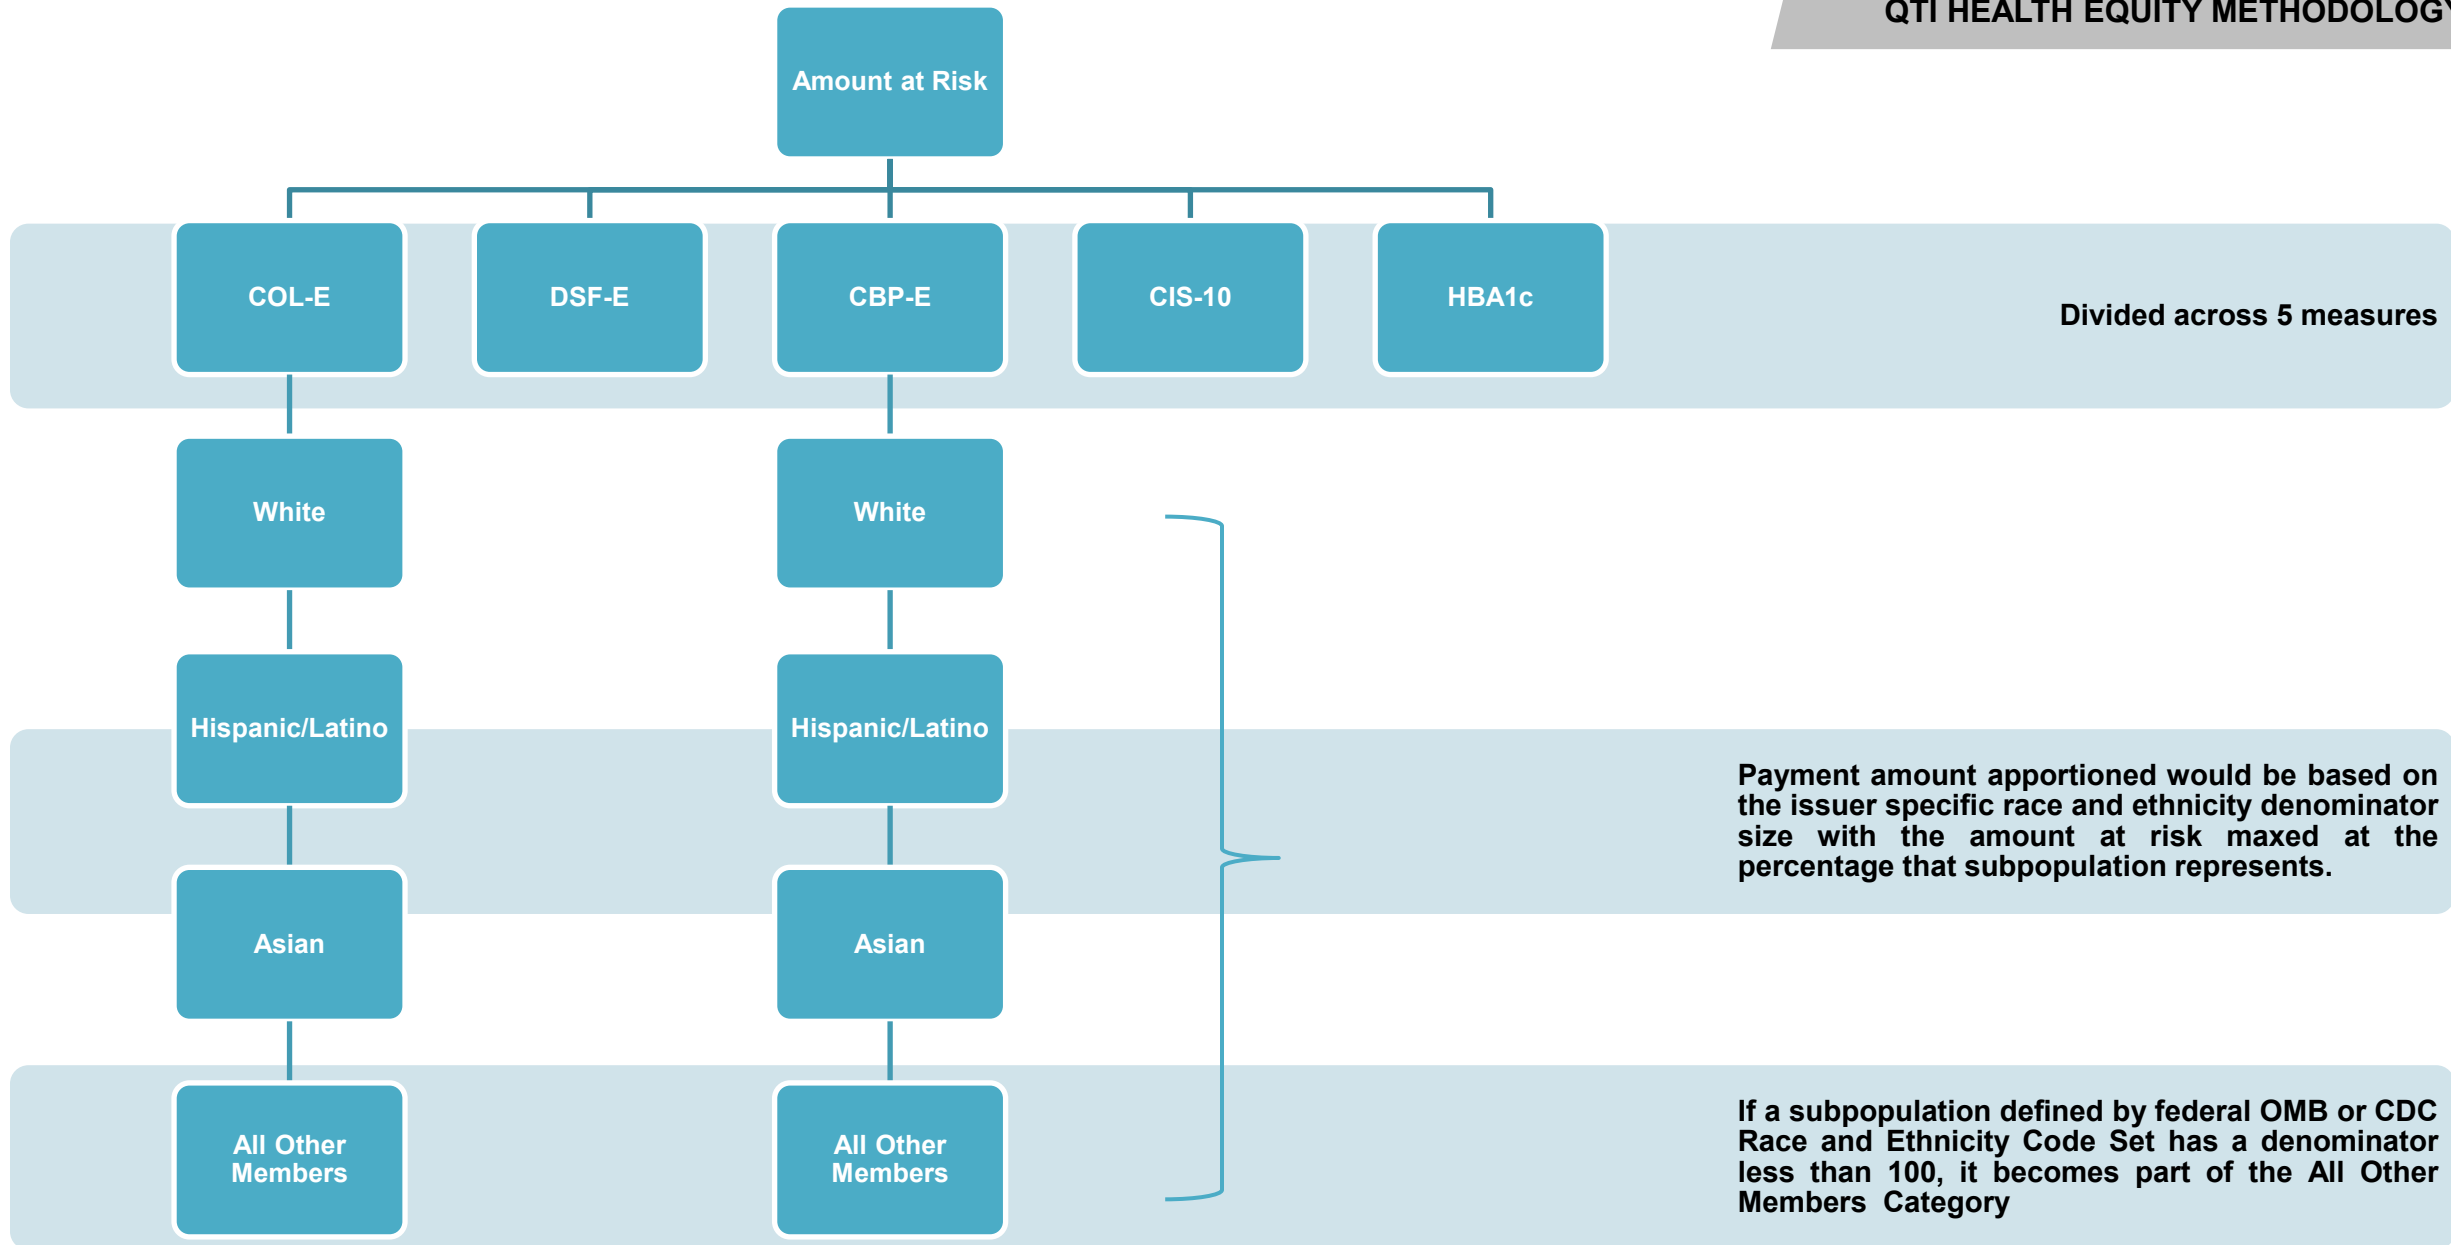 QTI HEALTH EQUITY METHODOLOGY
Amount at Risk
COL-E
DSF-E
CBP-E
CIS-10
HBA1c
Divided across 5 measures
White
White
Hispanic/Latino
Hispanic/Latino
Payment amount apportioned would be based on
the issuer specific race and ethnicity denominator
size with the amount at risk maxed at the
percentage that subpopulation represents.
Asian
Asian
All Other
Members
All Other
Members
If a subpopulation defined by federal OMB or CDC
Race and Ethnicity Code Set has a denominator
less than 100, it becomes part of the All Other
Members Category